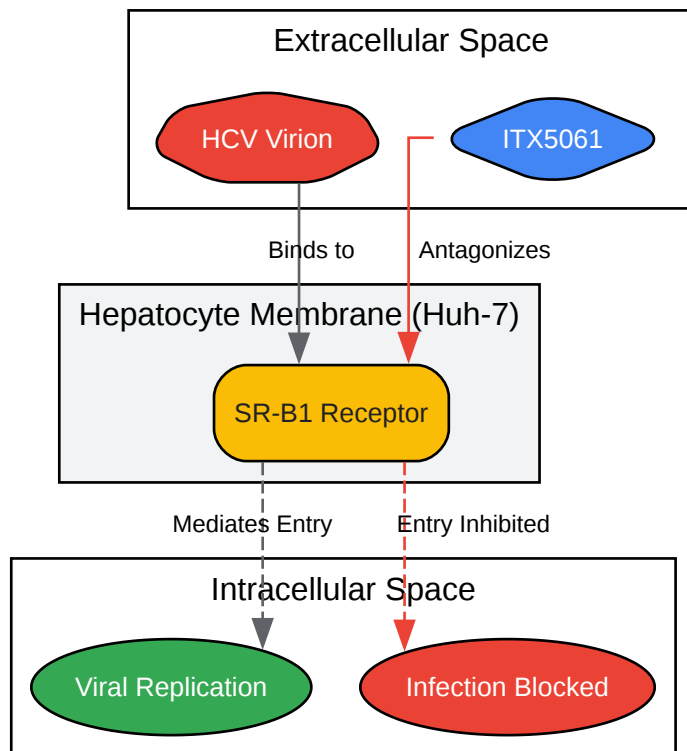 Extracellular Space
HCV Virion
ITX5061
Binds to
Antagonizes
Hepatocyte Membrane (Huh-7)
SR-B1 Receptor
Mediates Entry
Entry Inhibited
Intracellular Space
Viral Replication
Infection Blocked